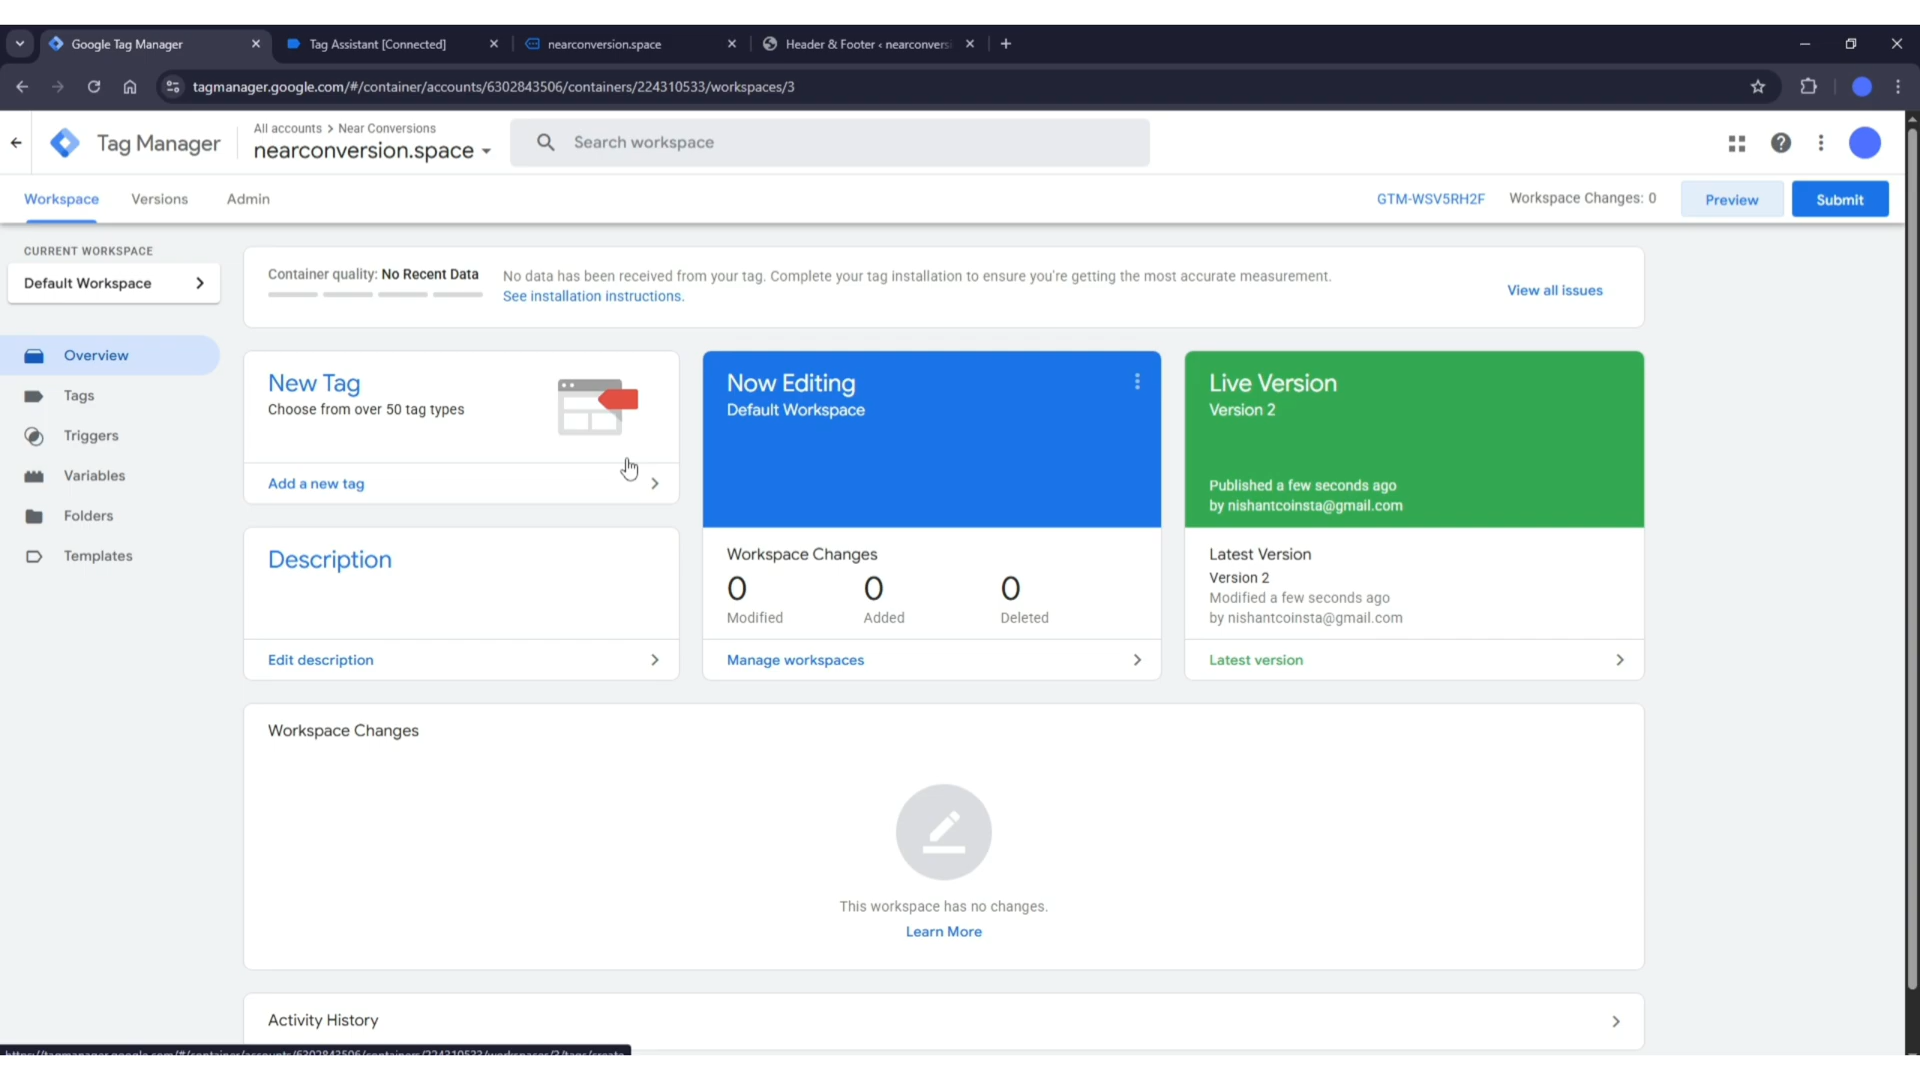 Google Tag Manager
Tag Assistant [Connected]
nearconversion.space
Header & Footer ‹ nearconvers
tagmanager.google.com/#/container/accounts/6302843506/containers/224310533/workspaces/3
Tag Manager
All accounts > Near Conversions
nearconversion.space
Search workspace
Workspace
Versions
Admin
GTM-WSV5RH2F
Workspace Changes: 0
Preview
Submit
CURRENT WORKSPACE
Default Workspace
Container quality: No Recent Data
No data has been received from your tag. Complete your tag installation to ensure you're getting the most accurate measurement.
See installation instructions.
View all issues
Overview
Tags
Triggers
Variables
Folders
Templates
New Tag
Choose from over 50 tag types
Add a new tag
Description
Edit description
Now Editing
Default Workspace
Workspace Changes
0
Modified
0
Added
0
Deleted
Manage workspaces
Live Version
Version 2
Published a few seconds ago
by nishantcoinsta@gmail.com
Latest Version
Version 2
Modified a few seconds ago
by nishantcoinsta@gmail.com
Latest version
Workspace Changes
This workspace has no changes.
Learn More
Activity History